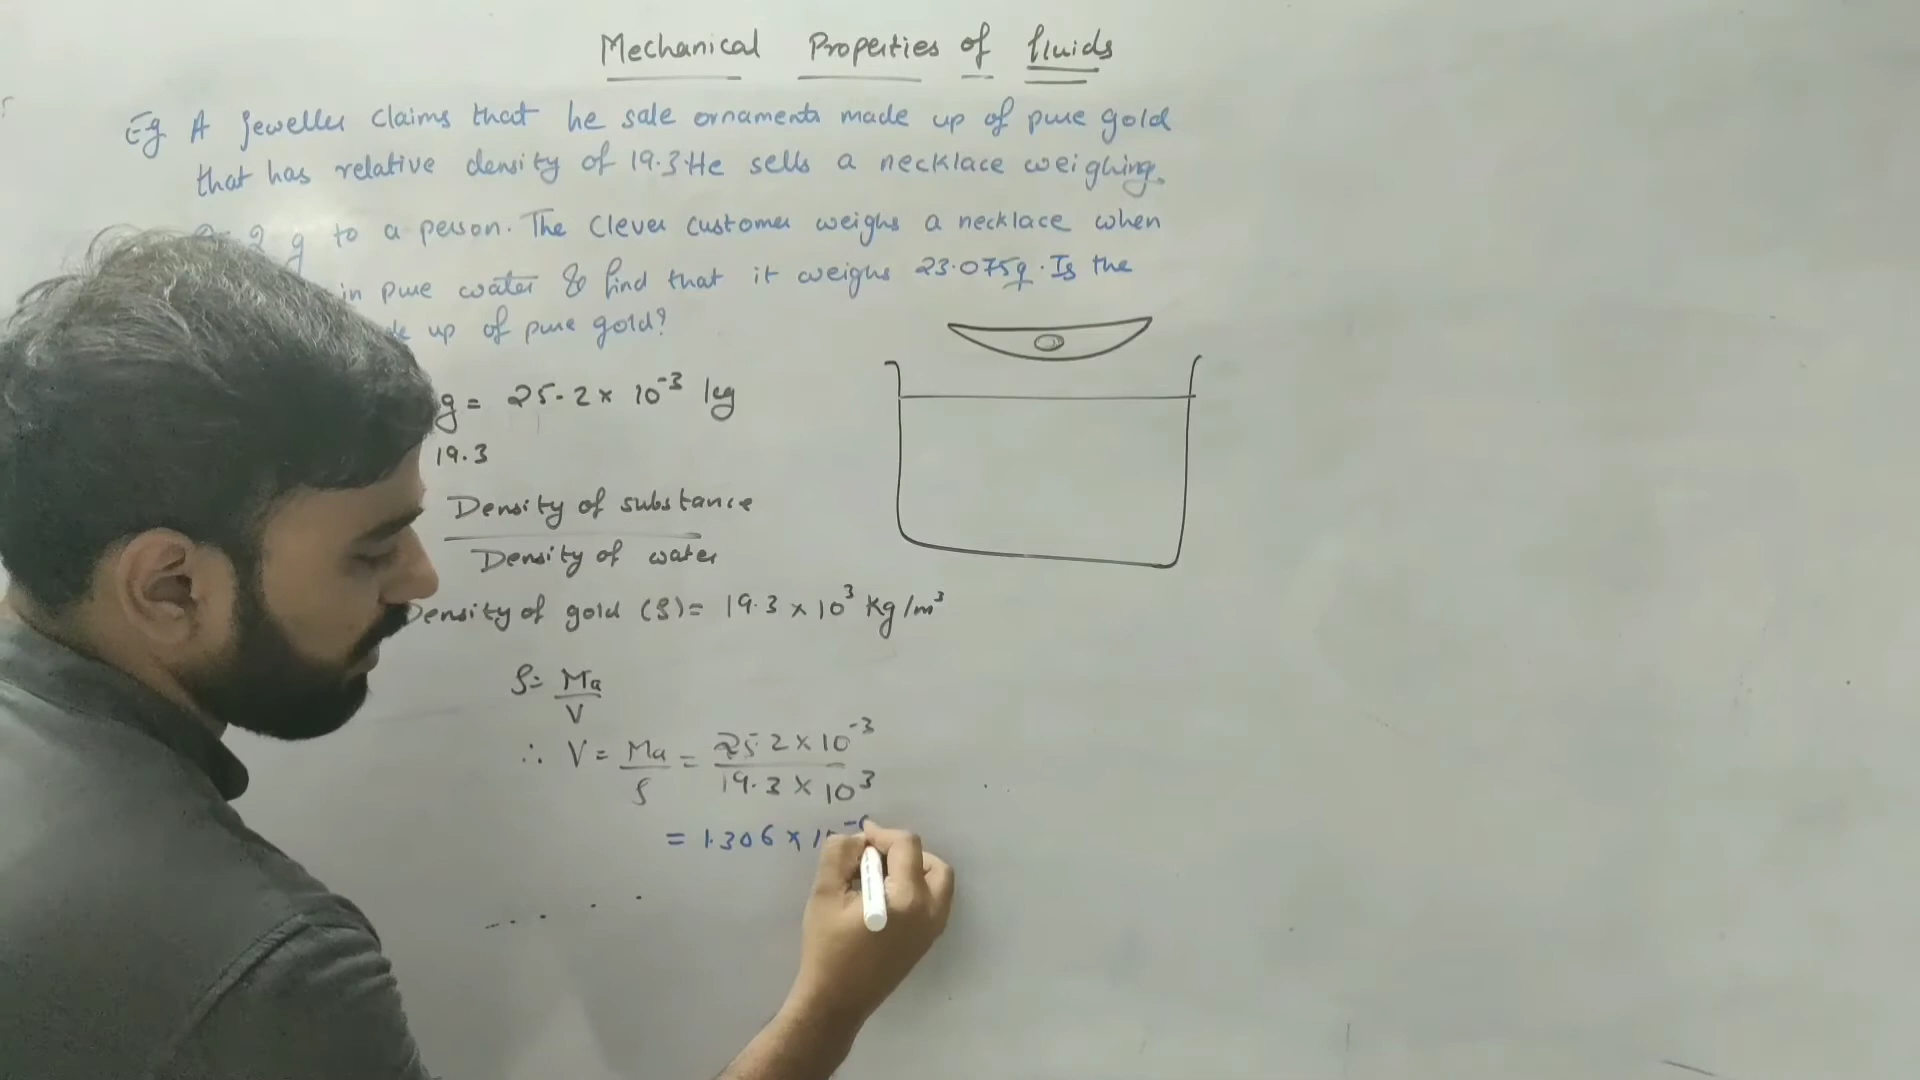 Mechanical Properties of fluids
Eg. A jeweller claims that he sale ornaments made up of pure gold
that has relative density of 19.3. He sells a necklace weighing
2 g to a person. The clever customer weighs a necklace when
in pure water & find that it weighs 23.075g. Is the
up of pure gold?
g = 25.2 × 10⁻³ kg
19.3
Density of substance
Density of water
Density of gold (ρ) = 19.3 × 10³ kg/m³
ρ = Ma
V
∴ V = Ma = 25.2 × 10⁻³
ρ 19.3 × 10³
= 1.306 ×